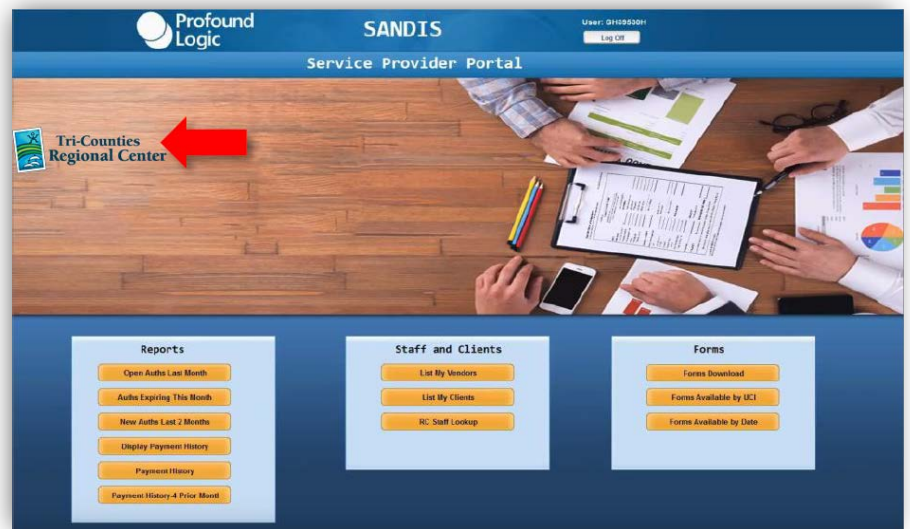 Profound
Logic
SANDIS
User: GH89500H
Log Off
Service Provider Portal
Tri-Counties
Regional Center
Reports
Open Auths Last Month
Auths Expiring This Month
New Auths Last 2 Months
Display Payment History
Payment History
Payment History-4 Prior Montl
Staff and Clients
List My Vendors
List My Clients
RC Staff Lookup
Forms
Forms Download
Forms Available by UCI
Forms Available by Date